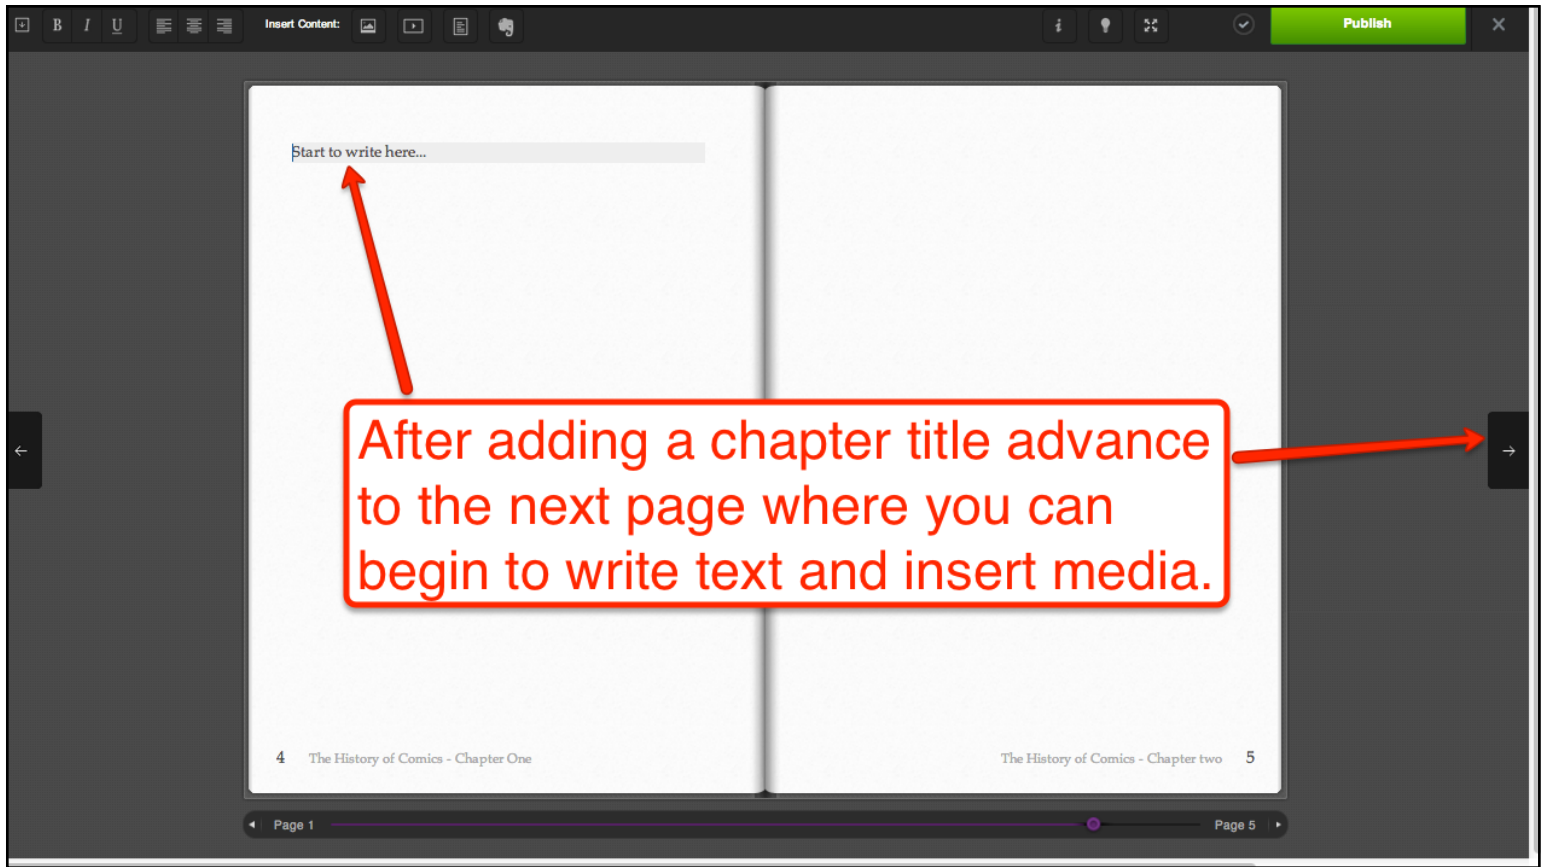 B I U Insert Content: i Publish
Start to write here...
After adding a chapter title advance
to the next page where you can
begin to write text and insert media.
4 The History of Comics - Chapter One
The History of Comics - Chapter two 5
Page 1 Page 5